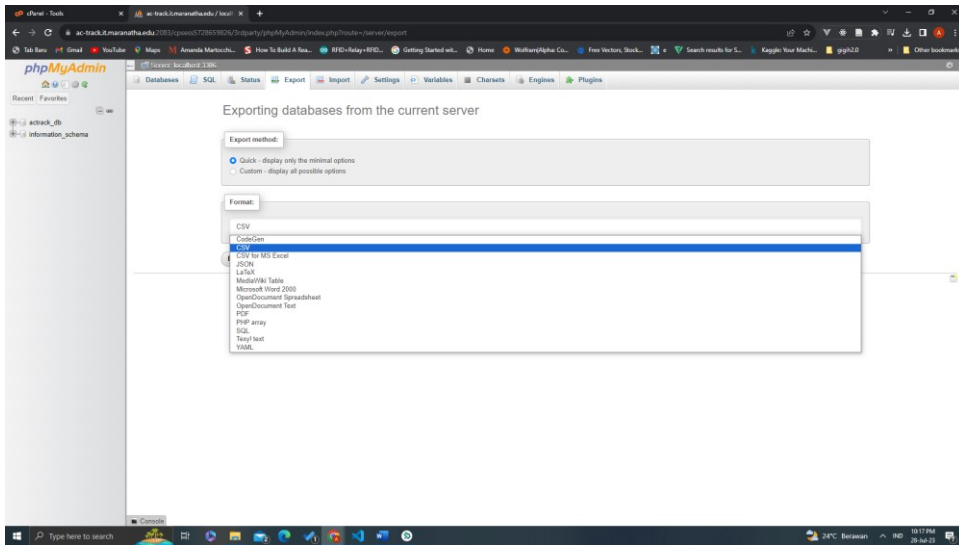 cPanel - Tools
ac-track.it.maranatha.edu / local
ac-track.it.maranatha.edu:2083/cpsess5728659826/3rdparty/phpMyAdmin/index.php?route=/server/export
Tab Baru Gmail YouTube Maps Amanda Martocchi... How To Build A Rea... RFID+Relay+RFID... Getting Started wit... Home Wolfram|Alpha: Co... Free Vectors, Stock... Search results for S... Kaggle: Your Machi... gigih2.0 » Other bookmark
phpMyAdmin
Recent Favorites
actrack_db
information_schema
Server: localhost:3306
Databases SQL Status Export Import Settings Variables Charsets Engines Plugins
Exporting databases from the current server
Export method:
Quick - display only the minimal options
Custom - display all possible options
Format:
CSV
CodeGen
CSV
CSV for MS Excel
JSON
LaTeX
MediaWiki Table
Microsoft Word 2000
OpenDocument Spreadsheet
OpenDocument Text
PDF
PHP array
SQL
Texy! text
YAML
Console
Type here to search
24°C Berawan
IND
10:17 PM
28-Jul-23